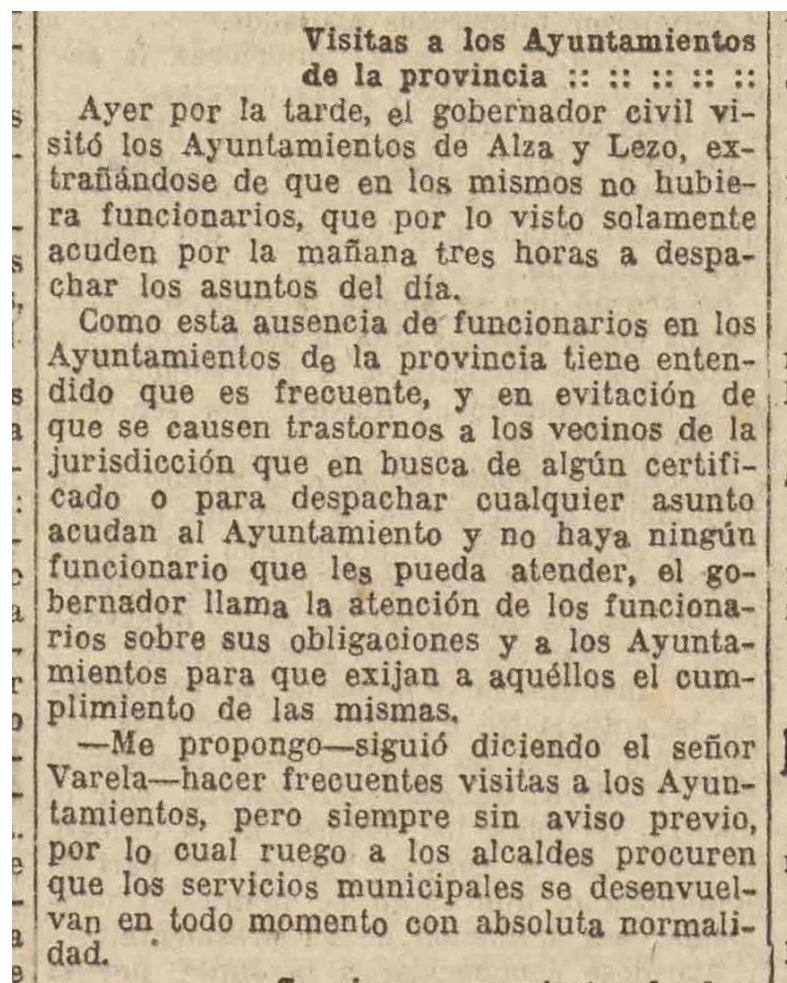 Visitas a los Ayuntamientos
de la provincia :: :: :: :: ::
Ayer por la tarde, el gobernador civil vi-
sitó los Ayuntamientos de Alza y Lezo, ex-
trañándose de que en los mismos no hubie-
ra funcionarios, que por lo visto solamente
acuden por la mañana tres horas a despa-
char los asuntos del día.
Como esta ausencia de funcionarios en los
Ayuntamientos de la provincia tiene enten-
dido que es frecuente, y en evitación de
que se causen trastornos a los vecinos de la
jurisdicción que en busca de algún certifi-
cado o para despachar cualquier asunto
acudan al Ayuntamiento y no haya ningún
funcionario que les pueda atender, el go-
bernador llama la atención de los funciona-
rios sobre sus obligaciones y a los Ayunta-
mientos para que exijan a aquéllos el cum-
plimiento de las mismas.
—Me propongo—siguió diciendo el señor
Varela—hacer frecuentes visitas a los Ayun-
tamientos, pero siempre sin aviso previo,
por lo cual ruego a los alcaldes procuren
que los servicios municipales se desenvuel-
van en todo momento con absoluta normali-
dad.